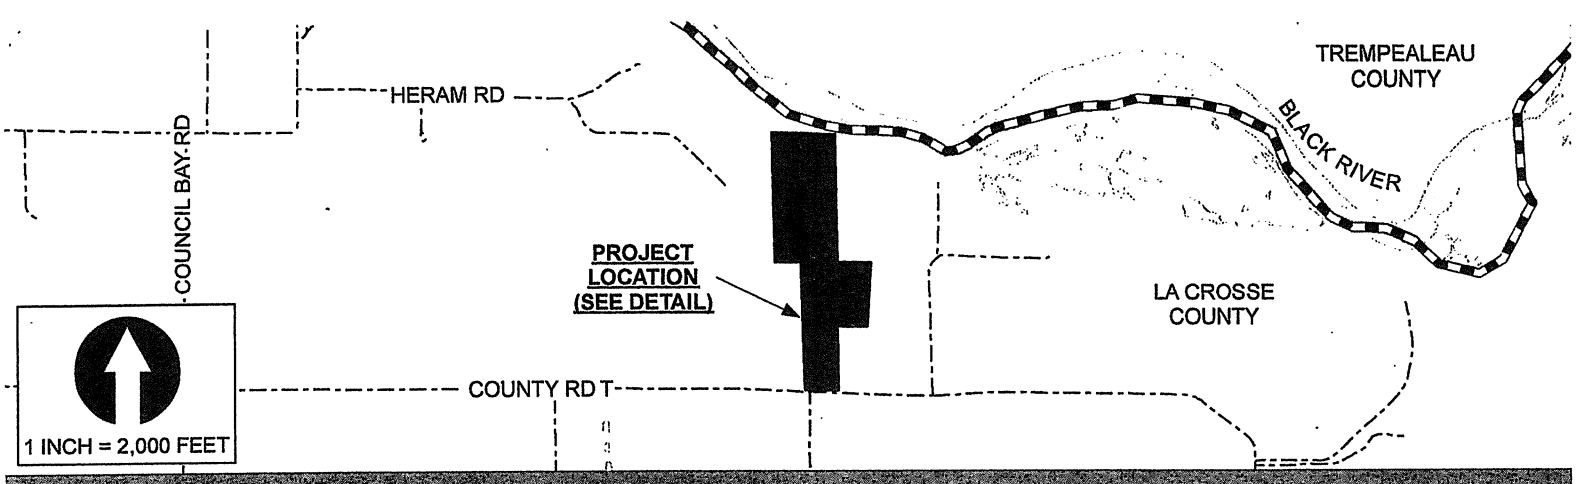 TREMPEALEAU
COUNTY
HERAM RD
BLACK RIVER
COUNCIL BAY RD
PROJECT
LOCATION
(SEE DETAIL)
LA CROSSE
COUNTY
COUNTY RD T
1 INCH = 2,000 FEET